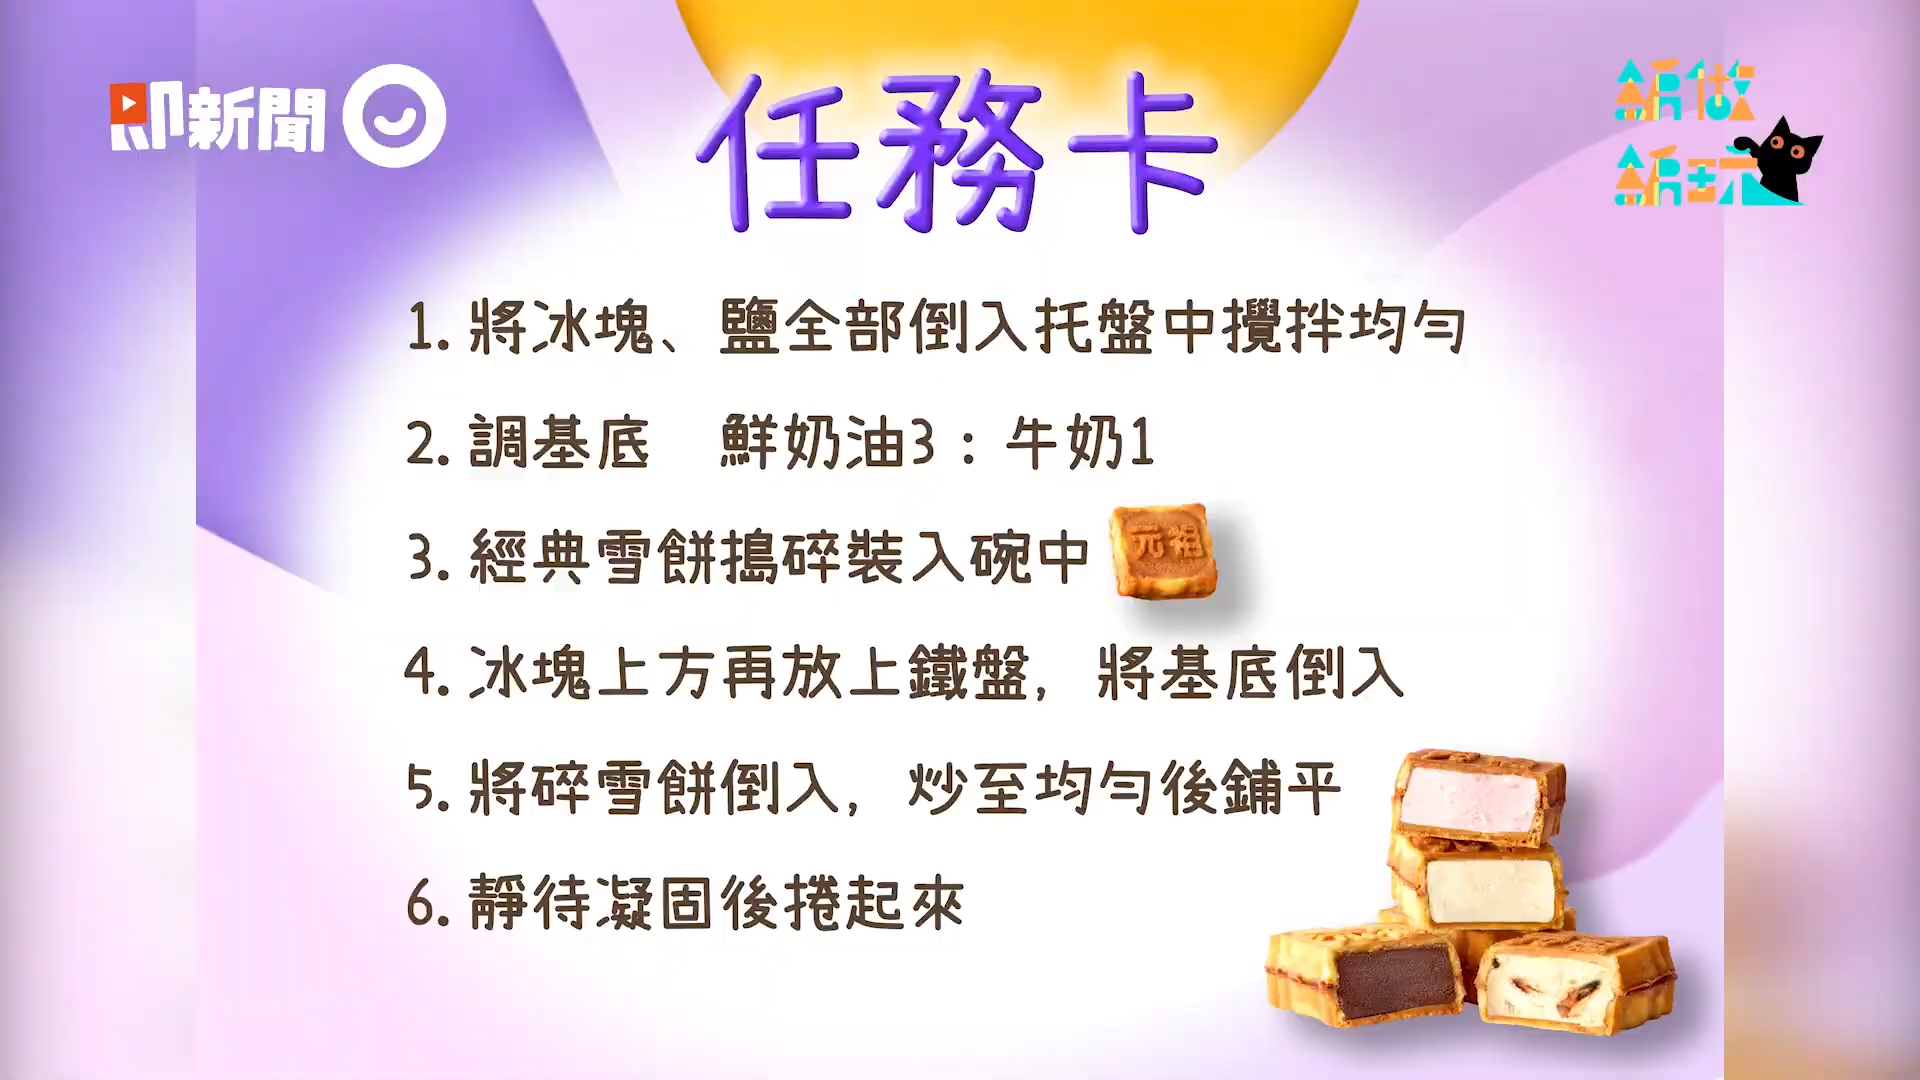 即新聞
編做
編玩
任務卡
1. 將冰塊、鹽全部倒入托盤中攪拌均勻
2. 調基底　鮮奶油3：牛奶1
3. 經典雪餅搗碎裝入碗中
元祖
4. 冰塊上方再放上鐵盤，將基底倒入
5. 將碎雪餅倒入，炒至均勻後鋪平
6. 靜待凝固後捲起來